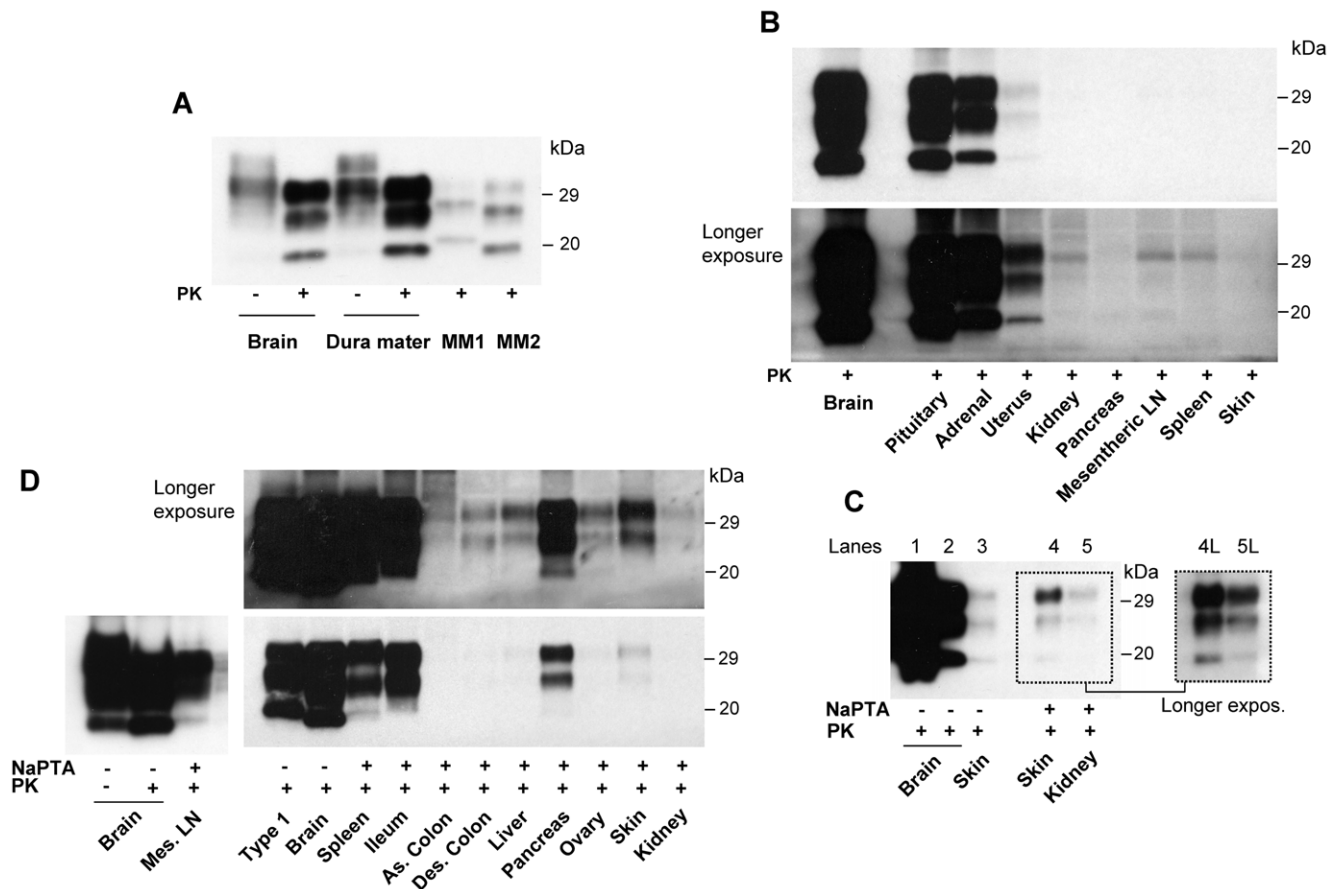 A
kDa
29
20
PK - + - + + +
Brain Dura mater MM1 MM2
B
kDa
29
20
Longer
exposure
29
20
PK + + + + + + + + +
Brain Pituitary Adrenal Uterus Kidney Pancreas Mesentheric LN Spleen Skin
D
Longer
exposure
kDa
29
20
29
20
NaPTA - - + - - + + + + + + + + +
PK - + + + + + + + + + + + + +
Brain Mes. LN Type 1 Brain Spleen Ileum As. Colon Des. Colon Liver Pancreas Ovary Skin Kidney
C
Lanes 1 2 3 4 5 4L 5L
kDa
29
20
Longer expos.
NaPTA - - - + +
PK + + + + +
Brain Skin Skin Kidney